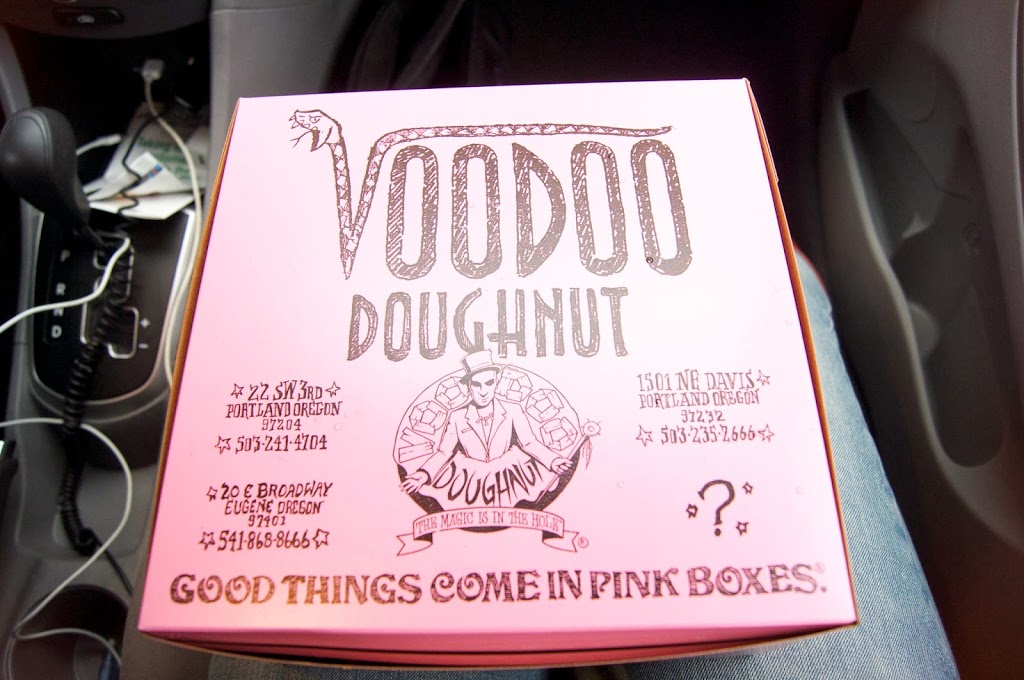 VOODOO
DOUGHNUT
22 SW 3RD
PORTLAND OREGON
97204
503·241·4704
1501 NE DAVIS
PORTLAND OREGON
97232
503·235·2666
20 E BROADWAY
EUGENE OREGON
97401
541·868·8666
VOODOO
DOUGHNUT
"THE MAGIC IS IN THE HOLE"
®
?
GOOD THINGS COME IN PINK BOXES.®
P
R
N
D
+
-